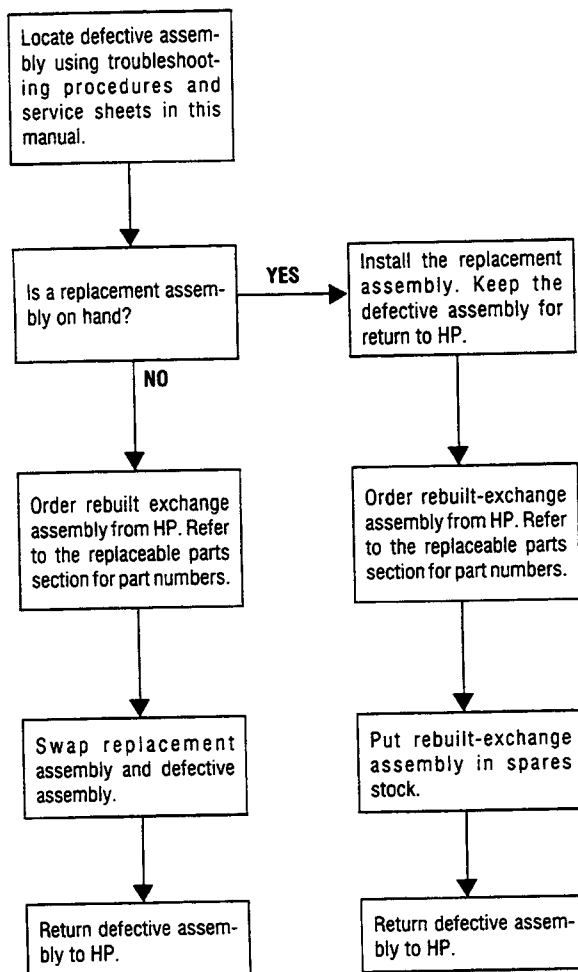 Locate defective assem-
bly using troubleshoot-
ing procedures and
service sheets in this
manual.
Is a replacement assem-
bly on hand?
YES
Install the replacement
assembly. Keep the
defective assembly for
return to HP.
NO
Order rebuilt exchange
assembly from HP. Refer
to the replaceable parts
section for part numbers.
Order rebuilt-exchange
assembly from HP. Refer
to the replaceable parts
section for part numbers.
Swap replacement
assembly and defective
assembly.
Put rebuilt-exchange
assembly in spares
stock.
Return defective assem-
bly to HP.
Return defective assem-
bly to HP.